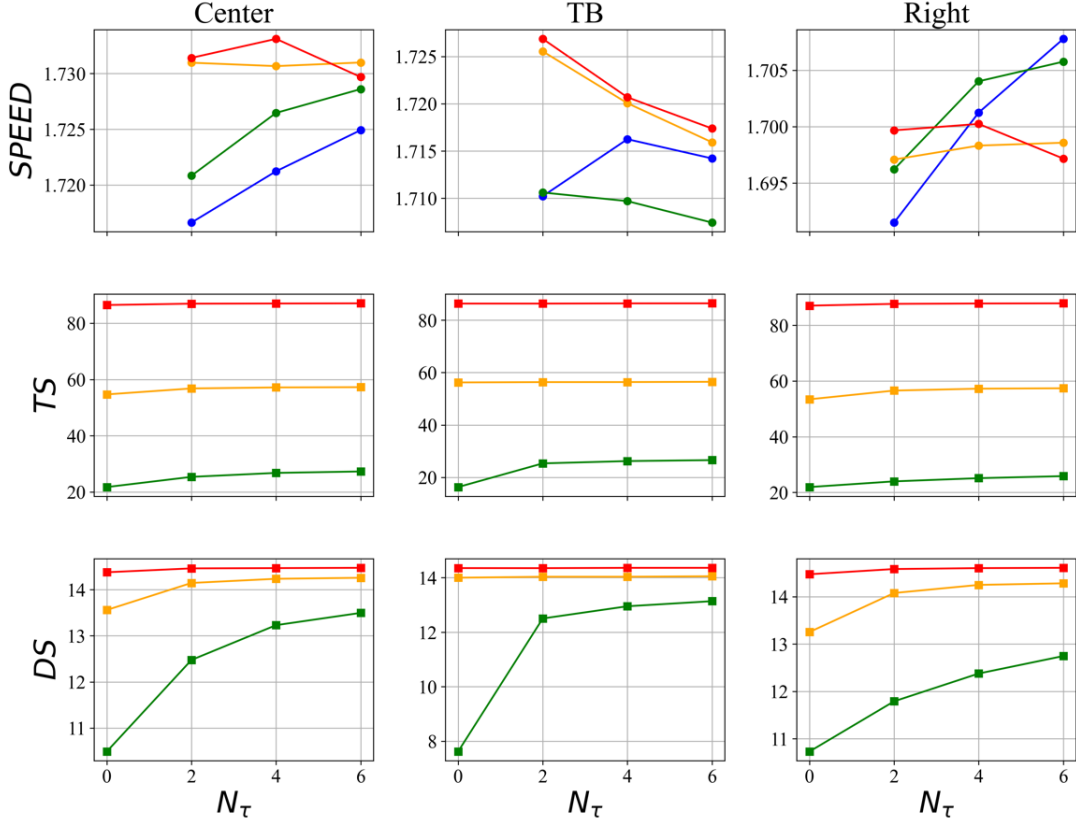 Center TB Right
SPEED
1.730 1.725 1.705
1.725 1.720 1.700
1.720 1.715 1.695
1.710
TS
80 80 80
60 60 60
40 40 40
20 20 20
DS
14 14 14
13 12 13
12 10 12
11 8 11
0 2 4 6 0 2 4 6 0 2 4 6
N_τ N_τ N_τ